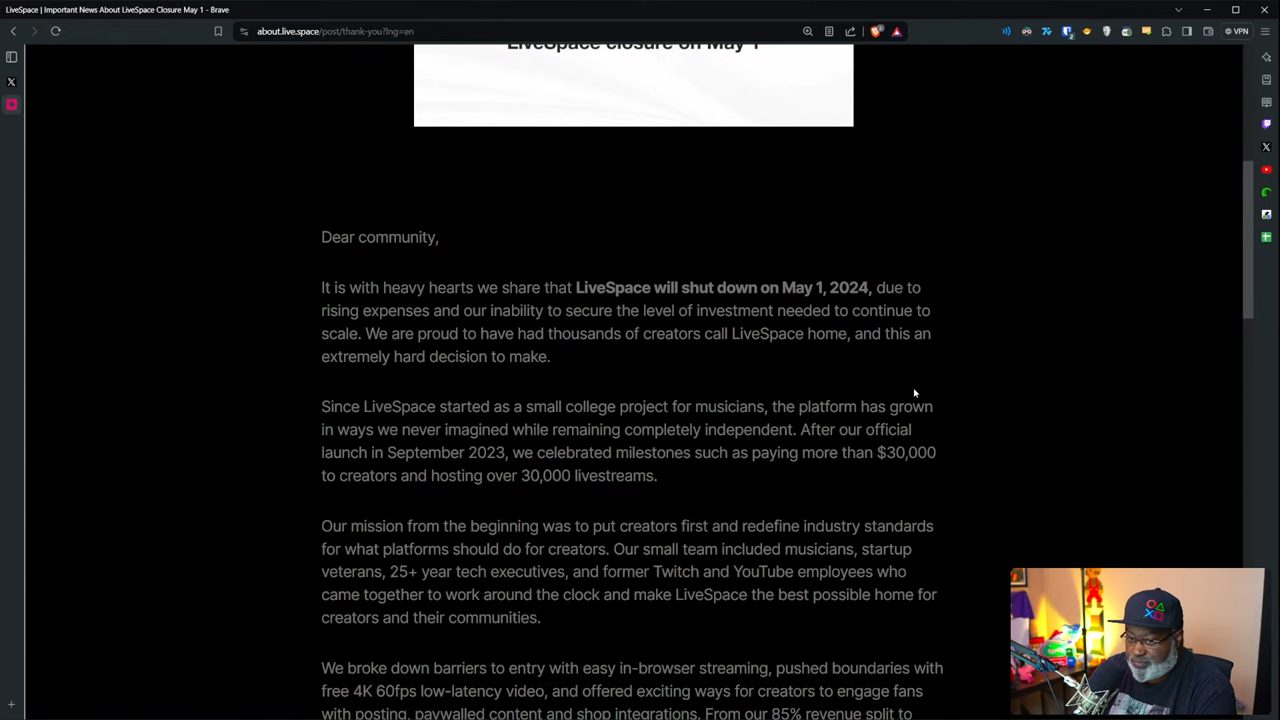 LiveSpace | Important News About LiveSpace Closure May 1 - Brave
about.live.space/post/thank-you?lng=en
VPN
LiveSpace closure on May 1
Dear community,
It is with heavy hearts we share that LiveSpace will shut down on May 1, 2024, due to
rising expenses and our inability to secure the level of investment needed to continue to
scale. We are proud to have had thousands of creators call LiveSpace home, and this an
extremely hard decision to make.
Since LiveSpace started as a small college project for musicians, the platform has grown
in ways we never imagined while remaining completely independent. After our official
launch in September 2023, we celebrated milestones such as paying more than $30,000
to creators and hosting over 30,000 livestreams.
Our mission from the beginning was to put creators first and redefine industry standards
for what platforms should do for creators. Our small team included musicians, startup
veterans, 25+ year tech executives, and former Twitch and YouTube employees who
came together to work around the clock and make LiveSpace the best possible home for
creators and their communities.
We broke down barriers to entry with easy in-browser streaming, pushed boundaries with
free 4K 60fps low-latency video, and offered exciting ways for creators to engage fans
with posting, paywalled content and shop integrations. From our 85% revenue split to